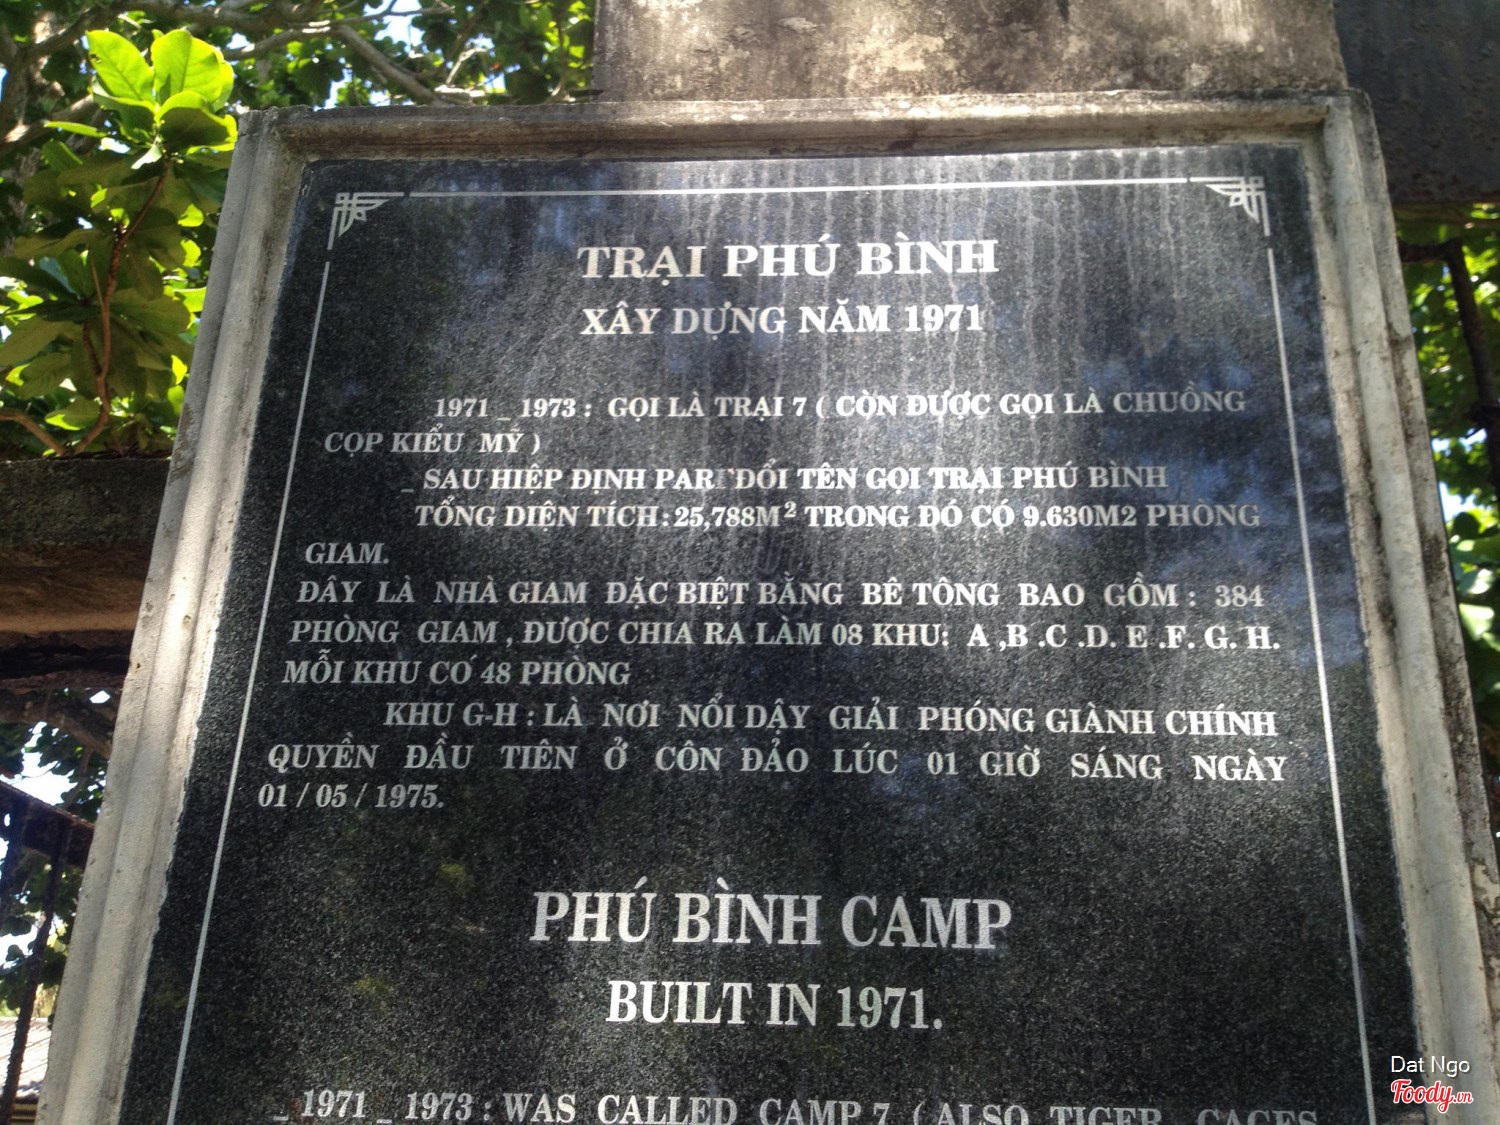 TRẠI PHÚ BÌNH
XÂY DỰNG NĂM 1971
1971 _ 1973 : GỌI LÀ TRẠI 7 ( CÒN ĐƯỢC GỌI LÀ CHUỒNG
CỌP KIỂU MỸ )
_ SAU HIỆP ĐỊNH PARI ĐỔI TÊN GỌI TRẠI PHÚ BÌNH
TỔNG DIỆN TÍCH: 25,788M² TRONG ĐÓ CÓ 9.630M2 PHÒNG
GIAM.
ĐÂY LÀ NHÀ GIAM ĐẶC BIỆT BẰNG BÊ TÔNG BAO GỒM : 384
PHÒNG GIAM , ĐƯỢC CHIA RA LÀM 08 KHU: A ,B .C .D. E .F. G. H.
MỖI KHU CÓ 48 PHÒNG
KHU G-H : LÀ NƠI NỔI DẬY GIẢI PHÓNG GIÀNH CHÍNH
QUYỀN ĐẦU TIÊN Ở CÔN ĐẢO LÚC 01 GIỜ SÁNG NGÀY
01 / 05 / 1975.
PHÚ BÌNH CAMP
BUILT IN 1971.
_ 1971 _ 1973 : WAS CALLED CAMP 7 ( ALSO TIGER CAGES
Dat Ngo
Foody.vn